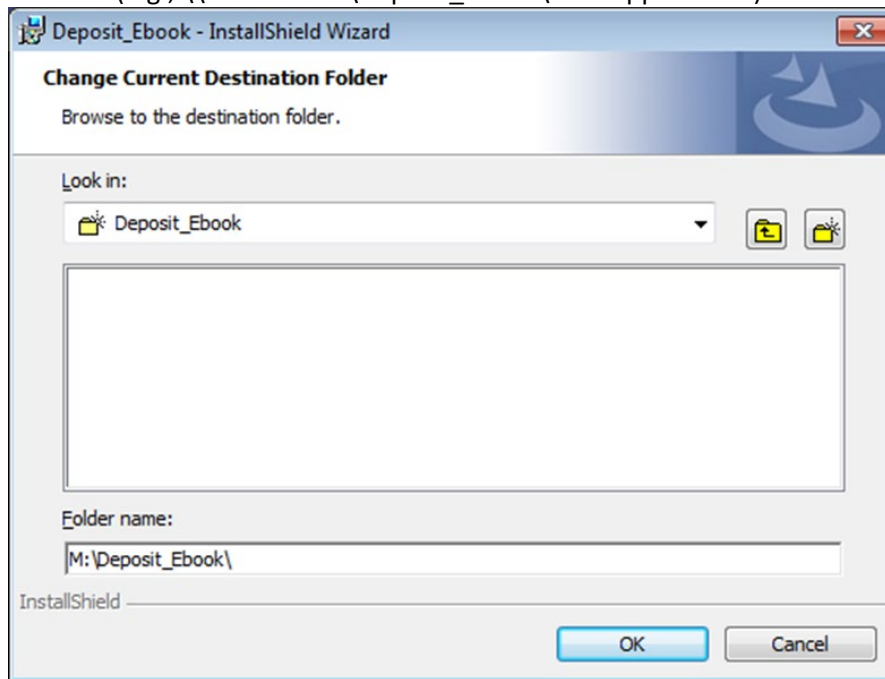 Deposit_Ebook - InstallShield Wizard
Change Current Destination Folder
Browse to the destination folder.
Look in:
Deposit_Ebook
Folder name:
M:\Deposit_Ebook\
InstallShield
OK Cancel